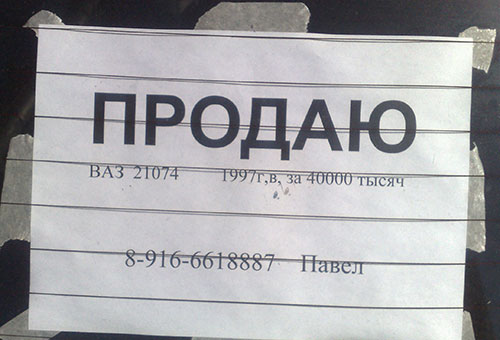 ПРОДАЮ
ВАЗ 21074 1997г,в, за 40000 тысяч
8-916-6618887 Павел